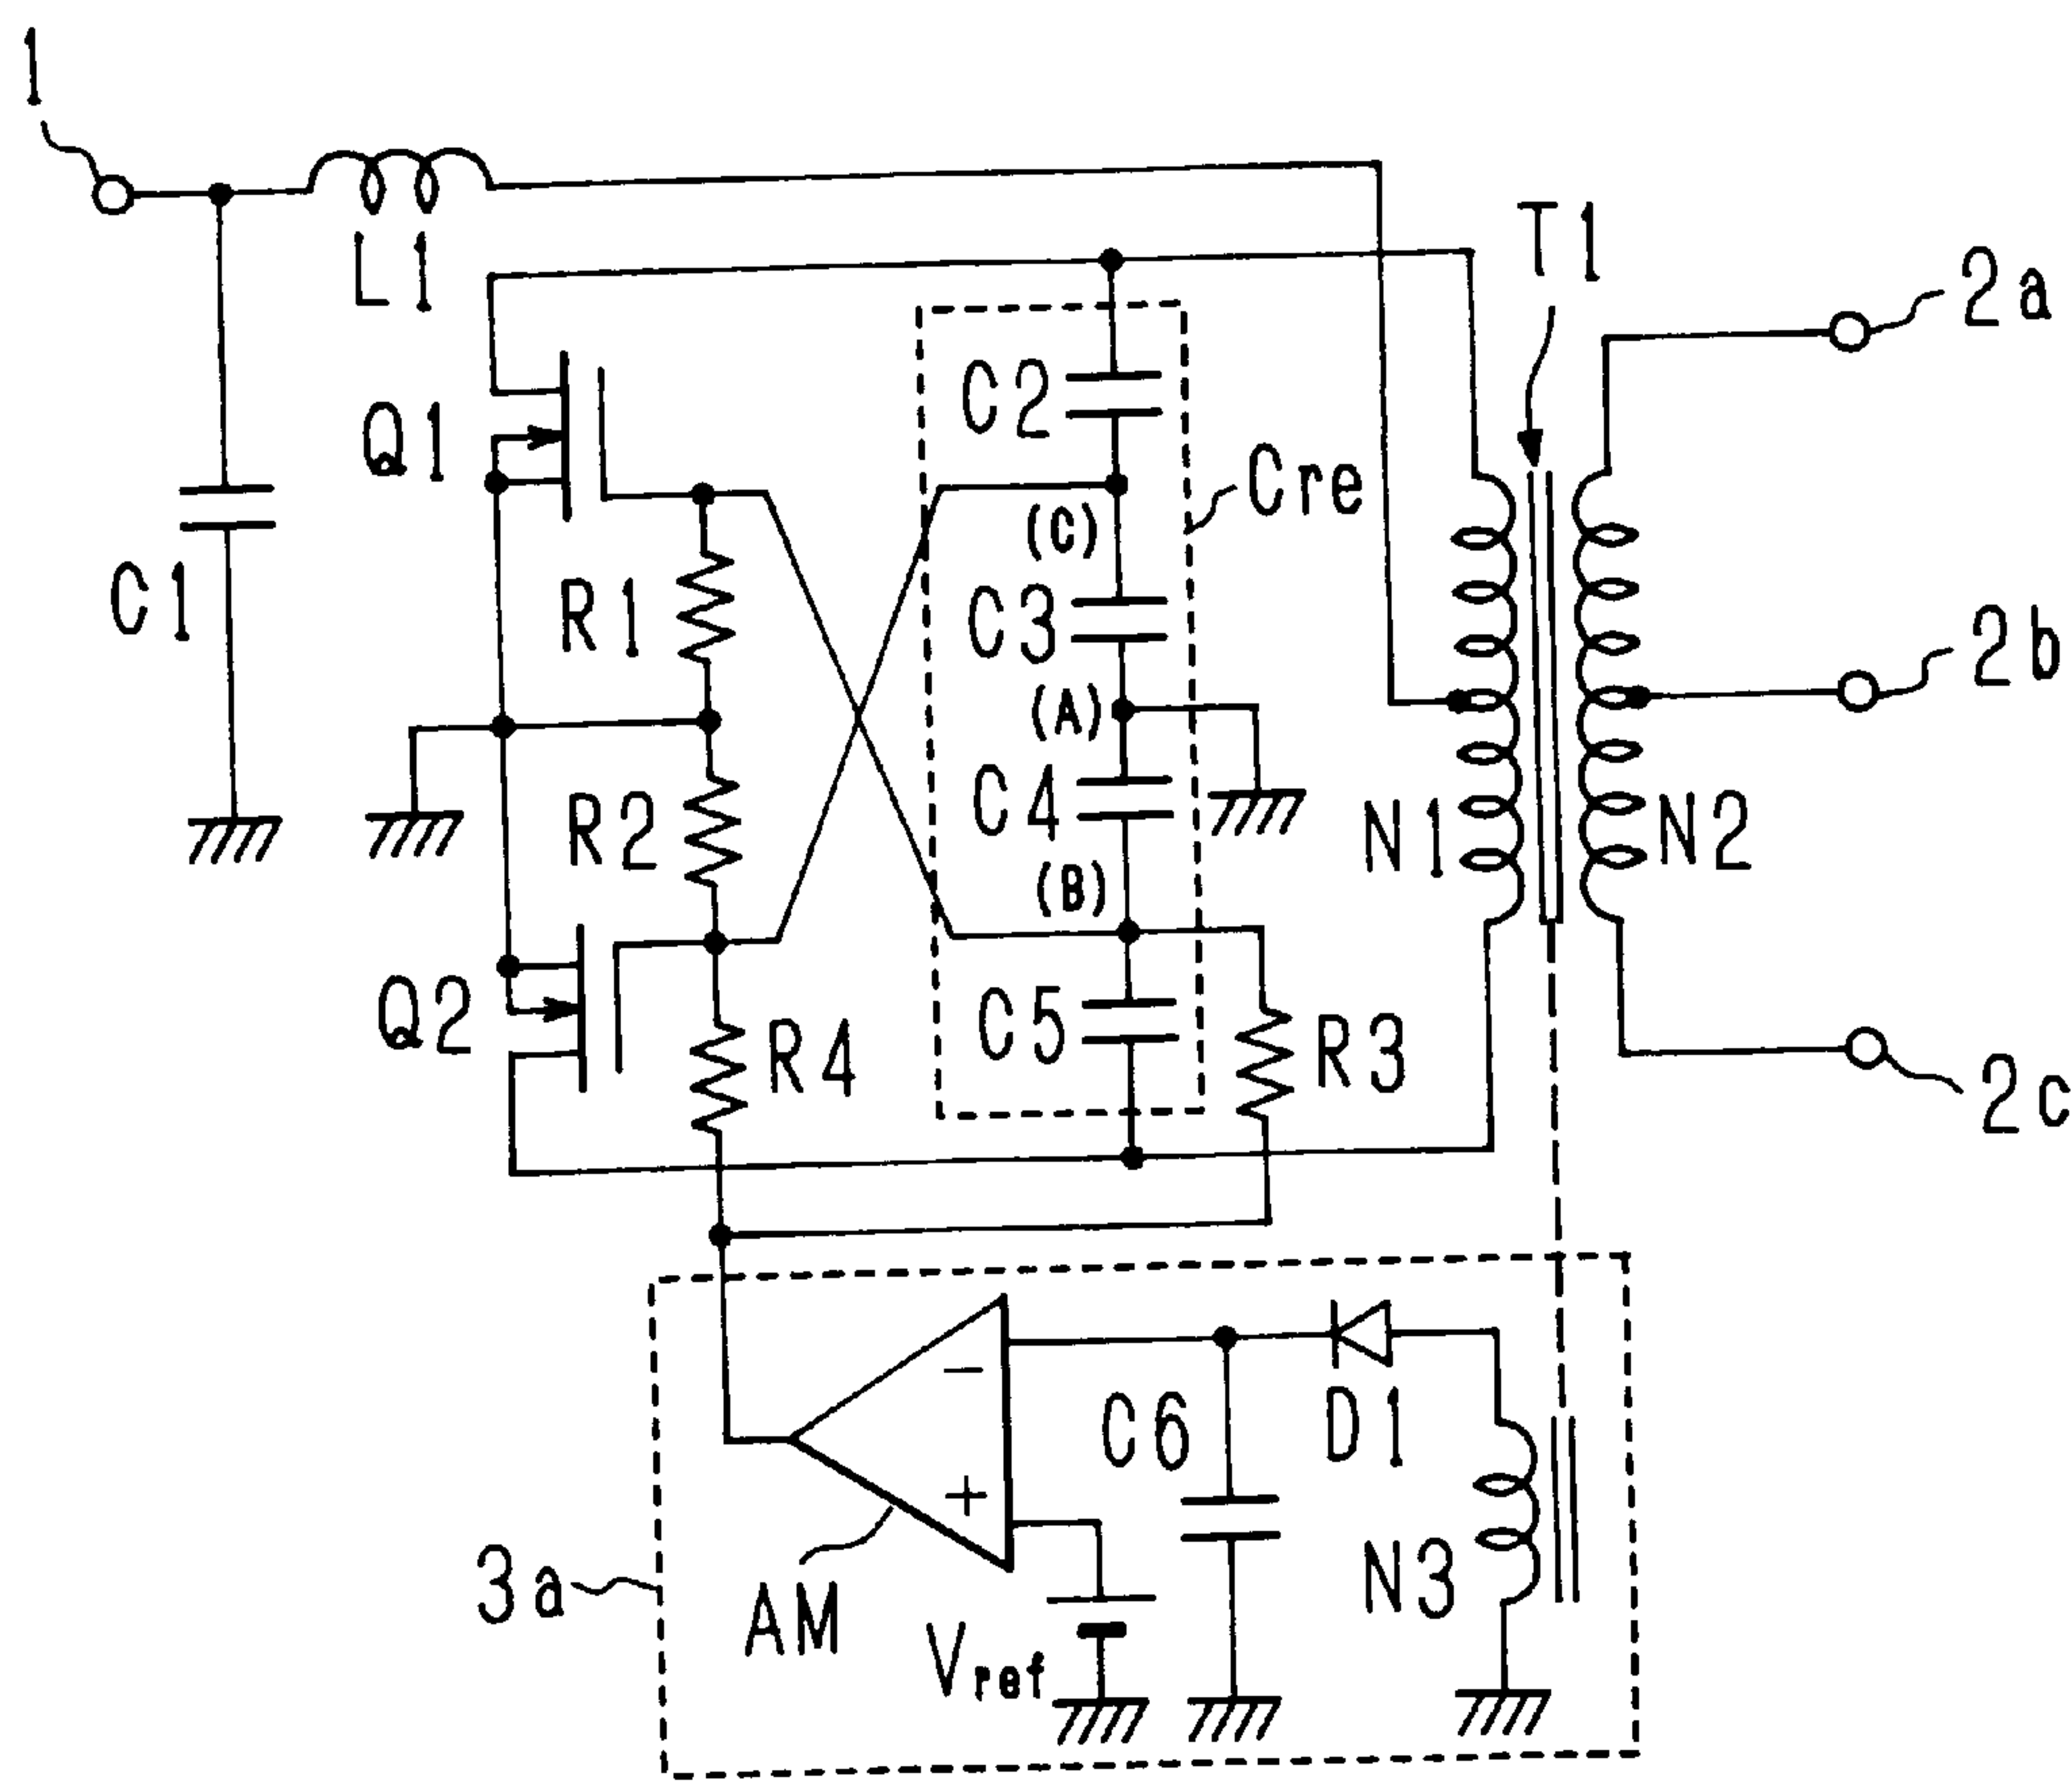 1
L1
T1
2a
C2
Q1
Cre
(C)
C1
R1
C3
2b
(A)
C4
R2
N1
N2
(B)
Q2
C5
R4
R3
2c
C6
D1
−
+
3a
AM
Vref
N3